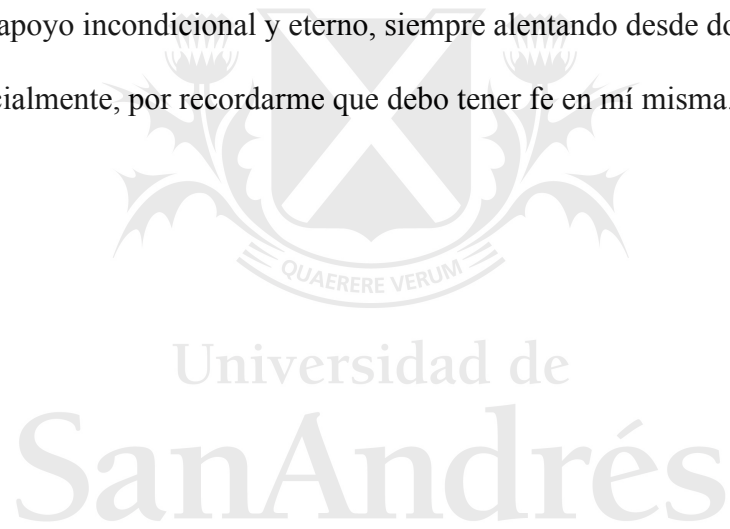 apoyo incondicional y eterno, siempre alentando desde
cialmente, por recordarme que debo tener fe en mí misma.
QUAERERE VERUM
Universidad de
SanAndrés